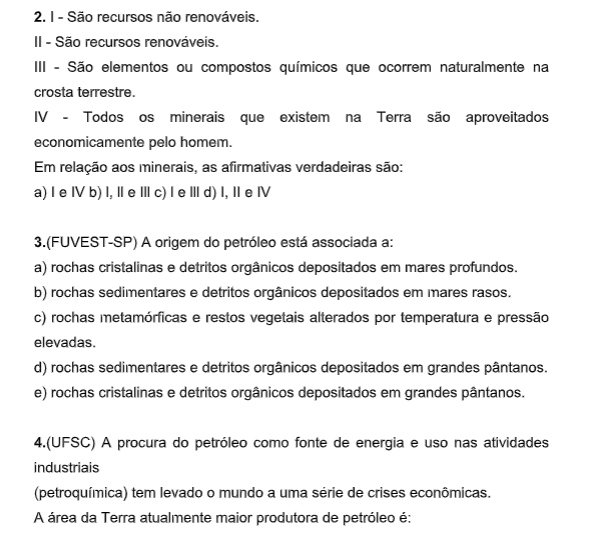 2. I - São recursos não renováveis.
II - São recursos renováveis.
III - São elementos ou compostos químicos que ocorrem naturalmente na
crosta terrestre.
IV - Todos os minerais que existem na Terra são aproveitados
economicamente pelo homem.
Em relação aos minerais, as afirmativas verdadeiras são:
a) I e IV b) I, II e III c) I e III d) I, II e IV
3.(FUVEST-SP) A origem do petróleo está associada a:
a) rochas cristalinas e detritos orgânicos depositados em mares profundos.
b) rochas sedimentares e detritos orgânicos depositados em mares rasos.
c) rochas metamórficas e restos vegetais alterados por temperatura e pressão
elevadas.
d) rochas sedimentares e detritos orgânicos depositados em grandes pântanos.
e) rochas cristalinas e detritos orgânicos depositados em grandes pântanos.
4.(UFSC) A procura do petróleo como fonte de energia e uso nas atividades
industriais
(petroquímica) tem levado o mundo a uma série de crises econômicas.
A área da Terra atualmente maior produtora de petróleo é: